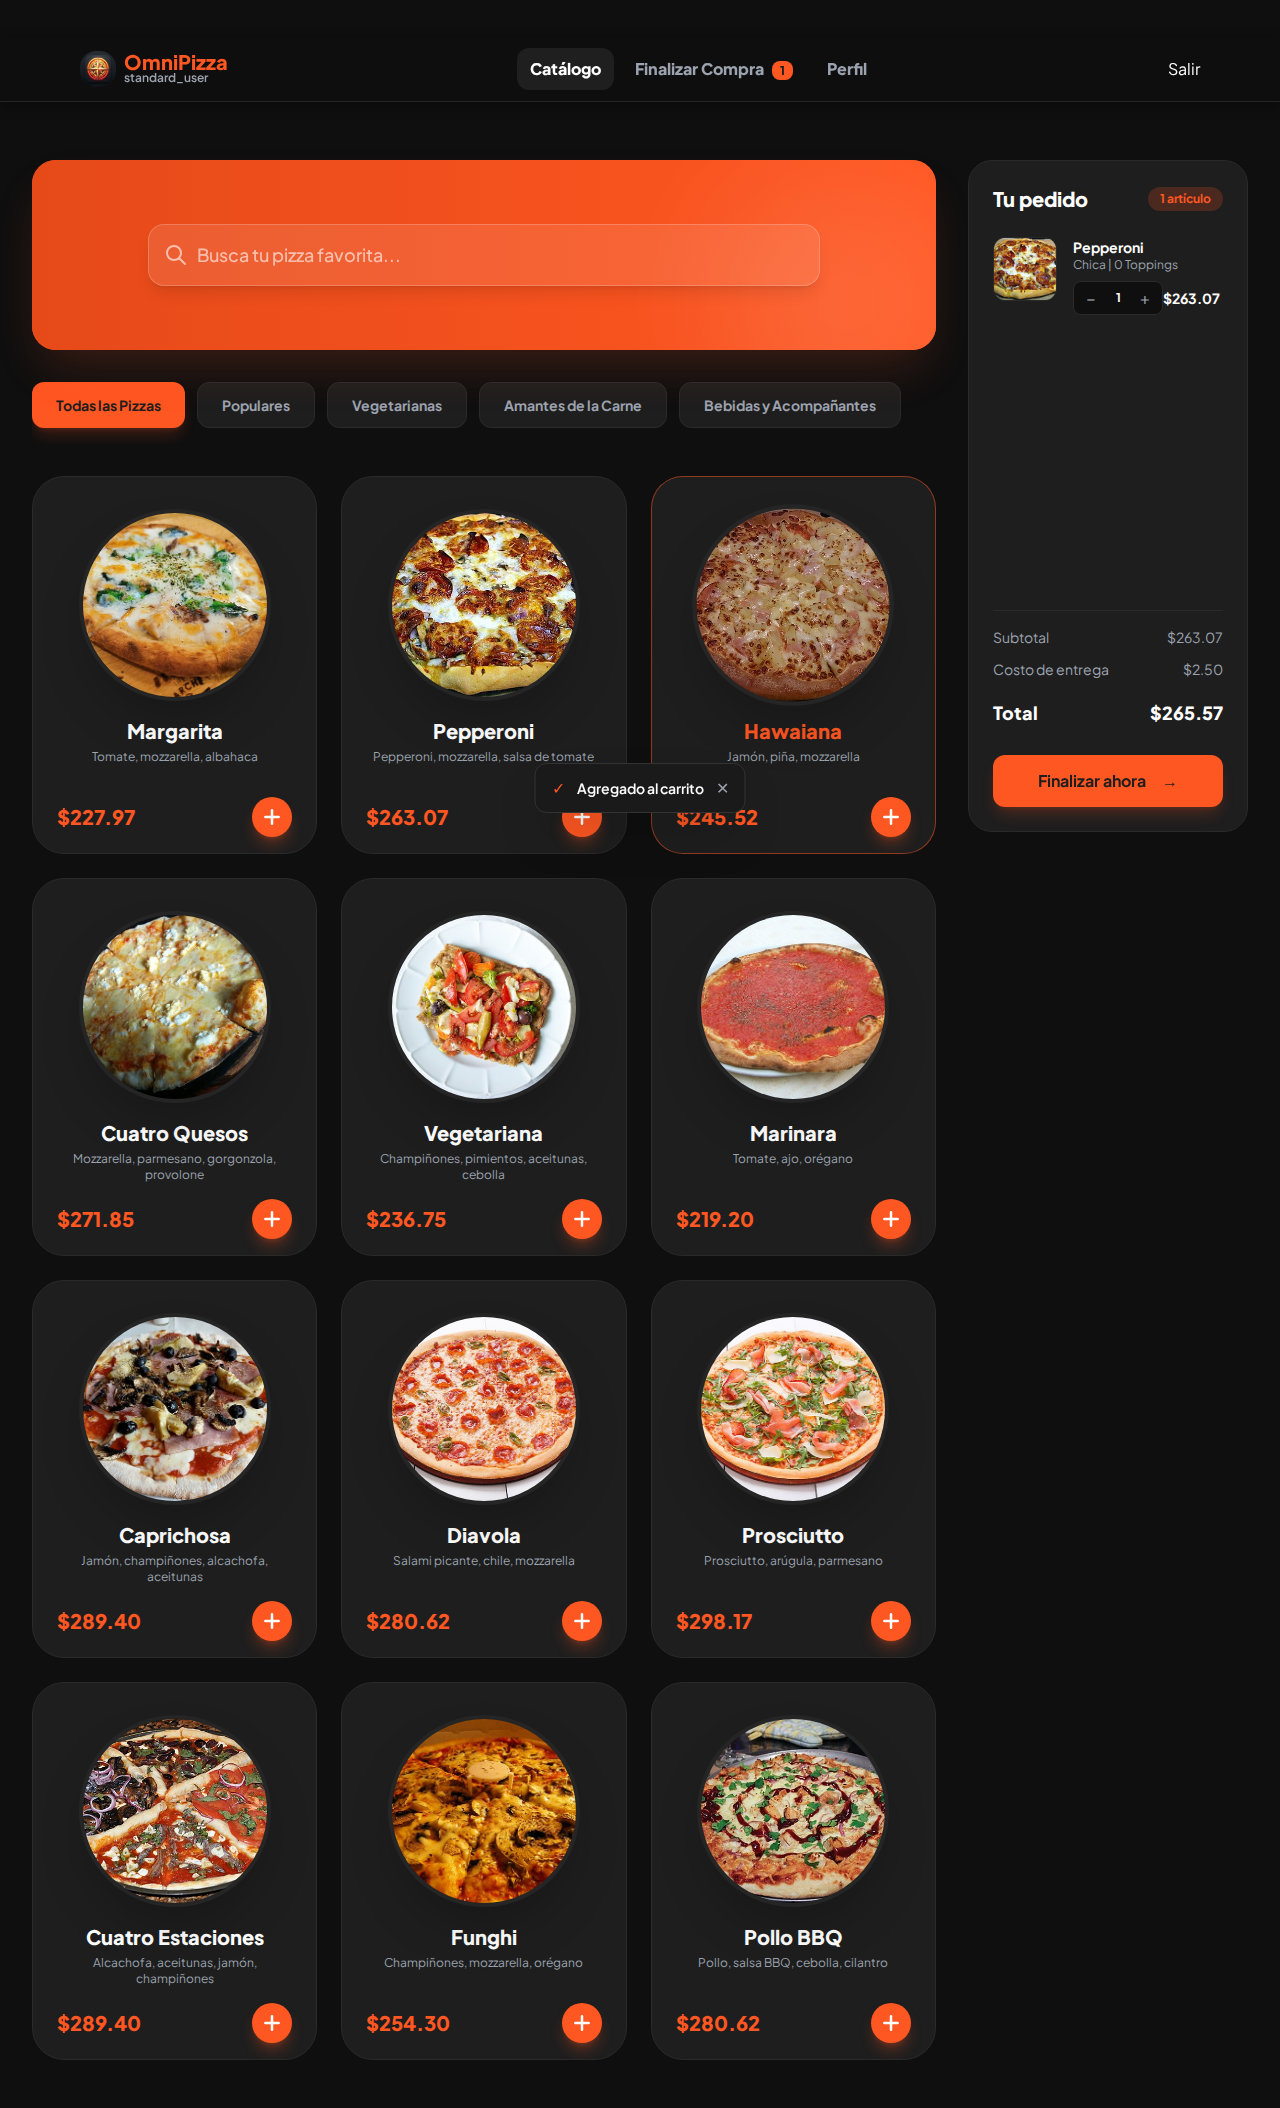 OmniPizza
standard_user
Catálogo
Finalizar Compra 1
Perfil
Salir
Busca tu pizza favorita...
Todas las Pizzas
Populares
Vegetarianas
Amantes de la Carne
Bebidas y Acompañantes
Tu pedido
1 artículo
Pepperoni
Chica | 0 Toppings
− 1 +
$263.07
Subtotal $263.07
Costo de entrega $2.50
Total $265.57
Finalizar ahora →
Margarita
Tomate, mozzarella, albahaca
$227.97
Pepperoni
Pepperoni, mozzarella, salsa de tomate
$263.07
Hawaiana
Jamón, piña, mozzarella
$245.52
✓ Agregado al carrito ✕
Cuatro Quesos
Mozzarella, parmesano, gorgonzola,
provolone
$271.85
Vegetariana
Champiñones, pimientos, aceitunas,
cebolla
$236.75
Marinara
Tomate, ajo, orégano
$219.20
Caprichosa
Jamón, champiñones, alcachofa,
aceitunas
$289.40
Diavola
Salami picante, chile, mozzarella
$280.62
Prosciutto
Prosciutto, arúgula, parmesano
$298.17
Cuatro Estaciones
Alcachofa, aceitunas, jamón,
champiñones
$289.40
Funghi
Champiñones, mozzarella, orégano
$254.30
Pollo BBQ
Pollo, salsa BBQ, cebolla, cilantro
$280.62